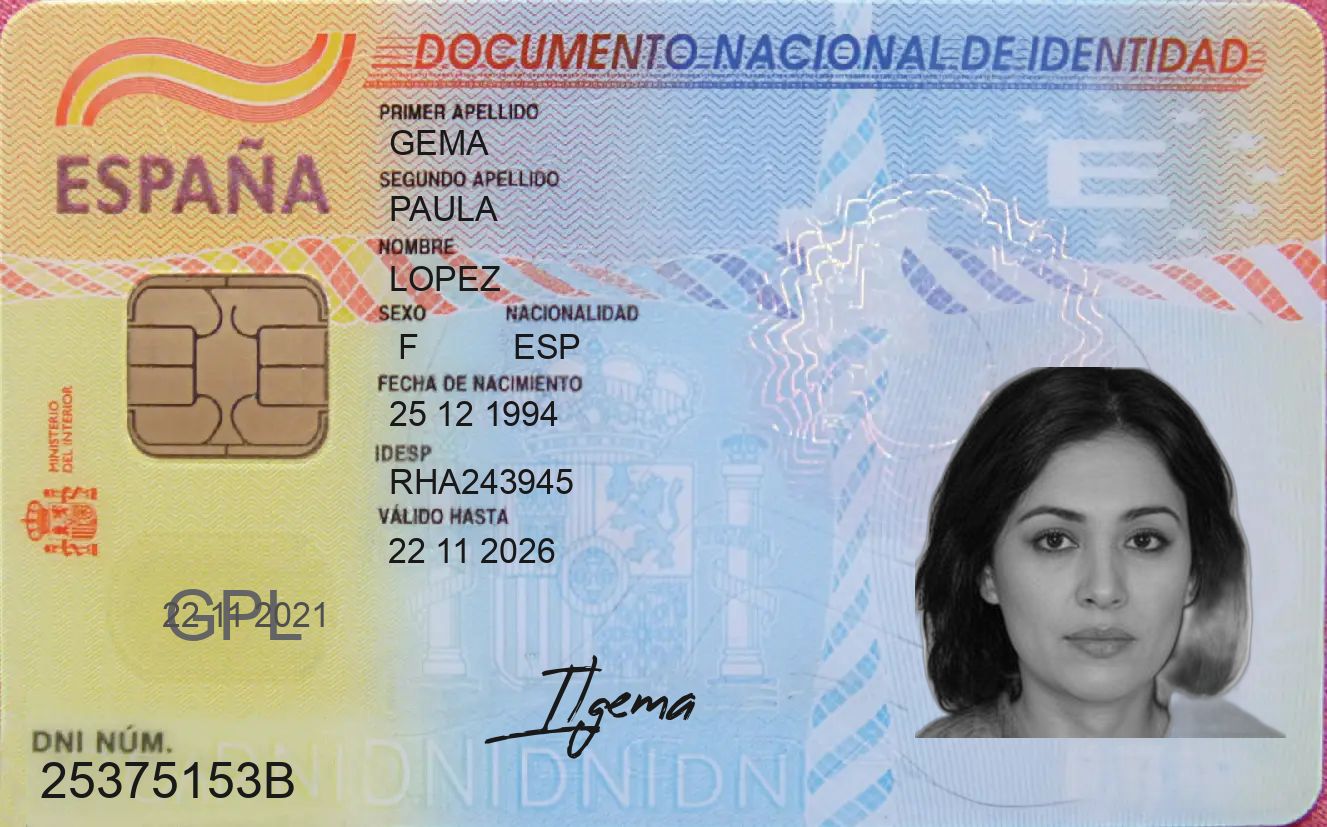 DOCUMENTO NACIONAL DE IDENTIDAD
ESPAÑA
PRIMER APELLIDO
GEMA
SEGUNDO APELLIDO
PAULA
NOMBRE
LOPEZ
SEXO NACIONALIDAD
F ESP
FECHA DE NACIMIENTO
25 12 1994
IDESP
RHA243945
VÁLIDO HASTA
22 11 2026
MINISTERIO
DEL INTERIOR
E
22 11 2021
GPL
DNI NÚM.
25375153B
DNIDNIDNIDNI